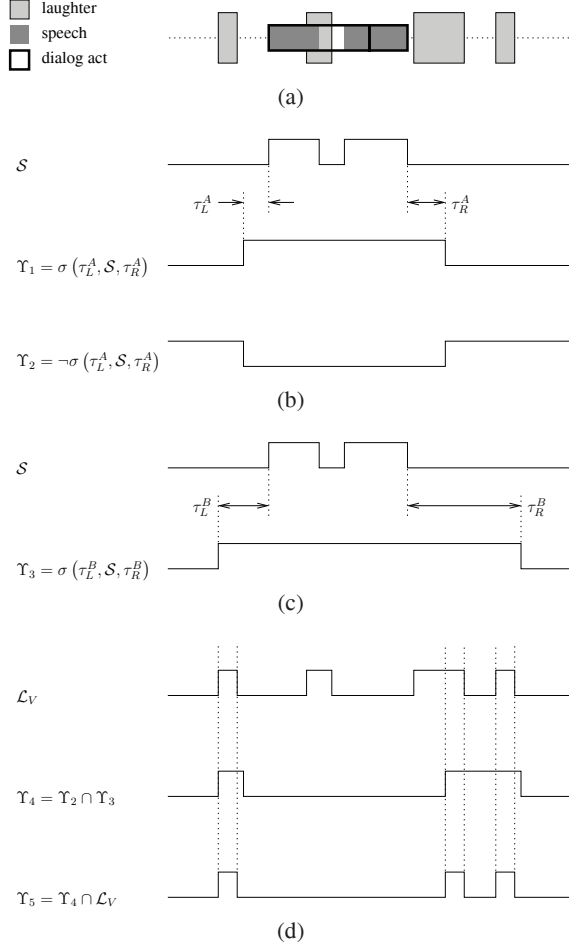 laughter
speech
dialog act
(a)
𝒮
τ_L^A
τ_R^A
Υ₁ = σ (τ_L^A, 𝒮, τ_R^A)
Υ₂ = ¬σ (τ_L^A, 𝒮, τ_R^A)
(b)
𝒮
τ_L^B
τ_R^B
Υ₃ = σ (τ_L^B, 𝒮, τ_R^B)
(c)
ℒ_V
Υ₄ = Υ₂ ∩ Υ₃
Υ₅ = Υ₄ ∩ ℒ_V
(d)